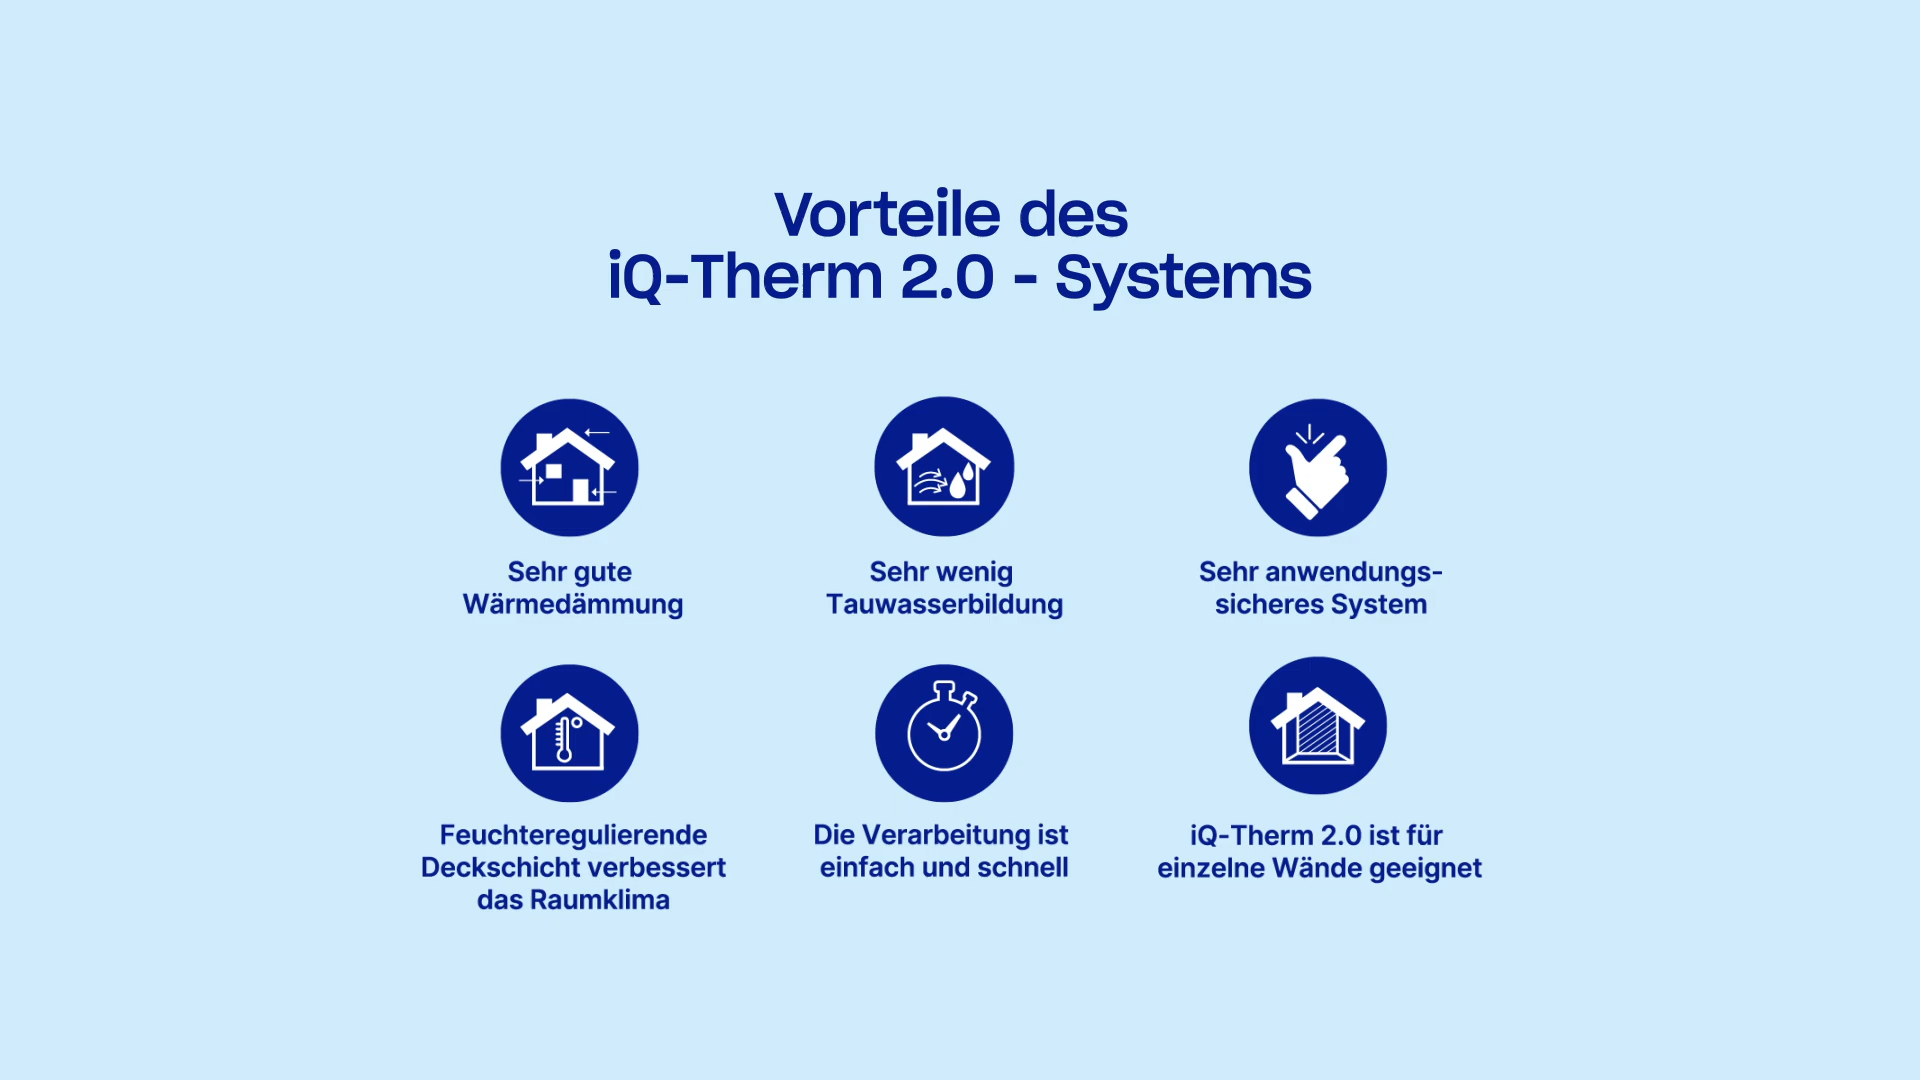 Vorteile des
iQ-Therm 2.0 - Systems
Sehr gute
Wärmedämmung
Sehr wenig
Tauwasserbildung
Sehr anwendungs-
sicheres System
Feuchteregulierende
Deckschicht verbessert
das Raumklima
Die Verarbeitung ist
einfach und schnell
iQ-Therm 2.0 ist für
einzelne Wände geeignet